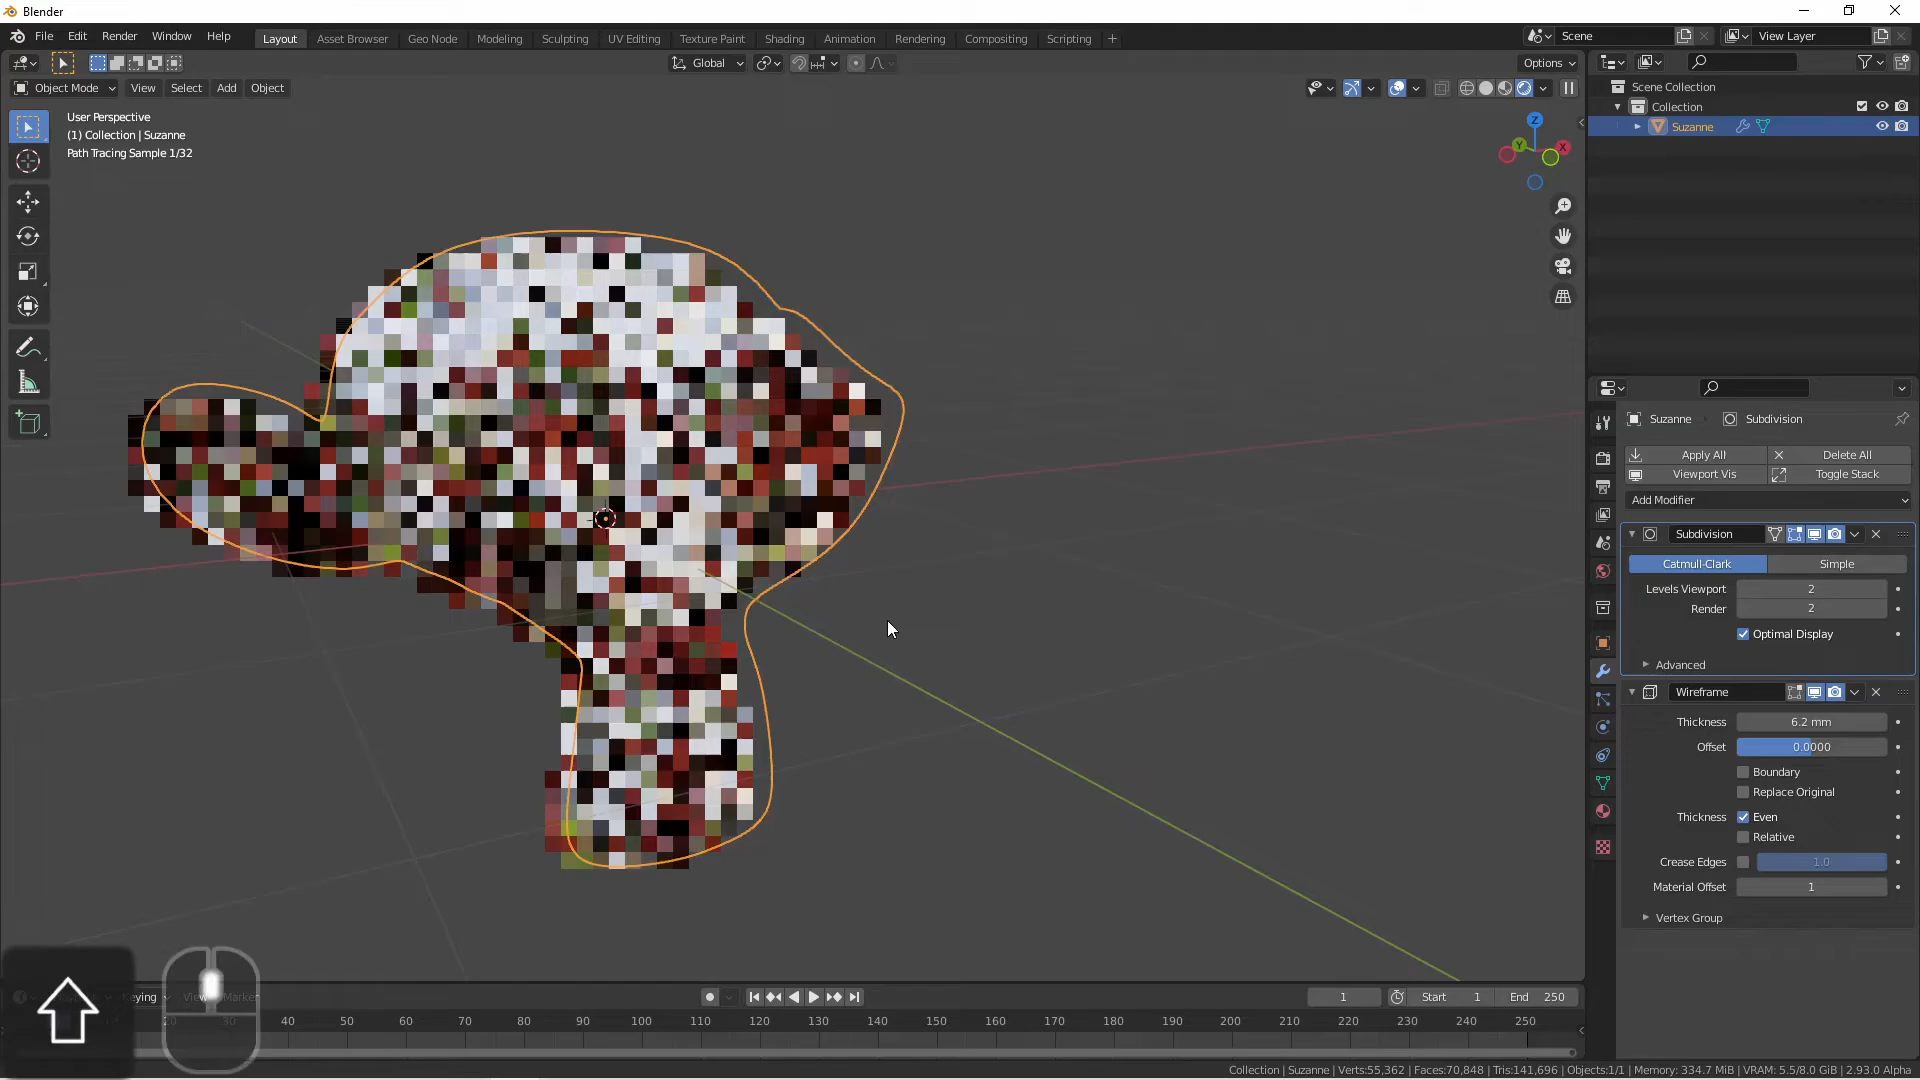 Blender
File Edit Render Window Help
Layout Asset Browser Geo Node Modeling Sculpting UV Editing Texture Paint Shading Animation Rendering Compositing Scripting +
Scene
View Layer
Global
Options
Object Mode View Select Add Object
User Perspective
(1) Collection | Suzanne
Path Tracing Sample 1/32
Z
Y
X
Scene Collection
Collection
Suzanne
Suzanne Subdivision
Apply All Delete All
Viewport Vis Toggle Stack
Add Modifier
Subdivision
Catmull-Clark Simple
Levels Viewport 2
Render 2
Optimal Display
Advanced
Wireframe
Thickness 6.2 mm
Offset 0.0000
Boundary
Replace Original
Thickness Even
Relative
Crease Edges 1.0
Material Offset 1
Vertex Group
Keying View Marker
1 Start 1 End 250
20 30 40 50 60 70 80 90 100 110 120 130 140 150 160 170 180 190 200 210 220 230 240 250
Collection | Suzanne | Verts:55,362 | Faces:70,848 | Tris:141,696 | Objects:1/1 | Memory: 334.7 MiB | VRAM: 5.5/8.0 GiB | 2.93.0 Alpha